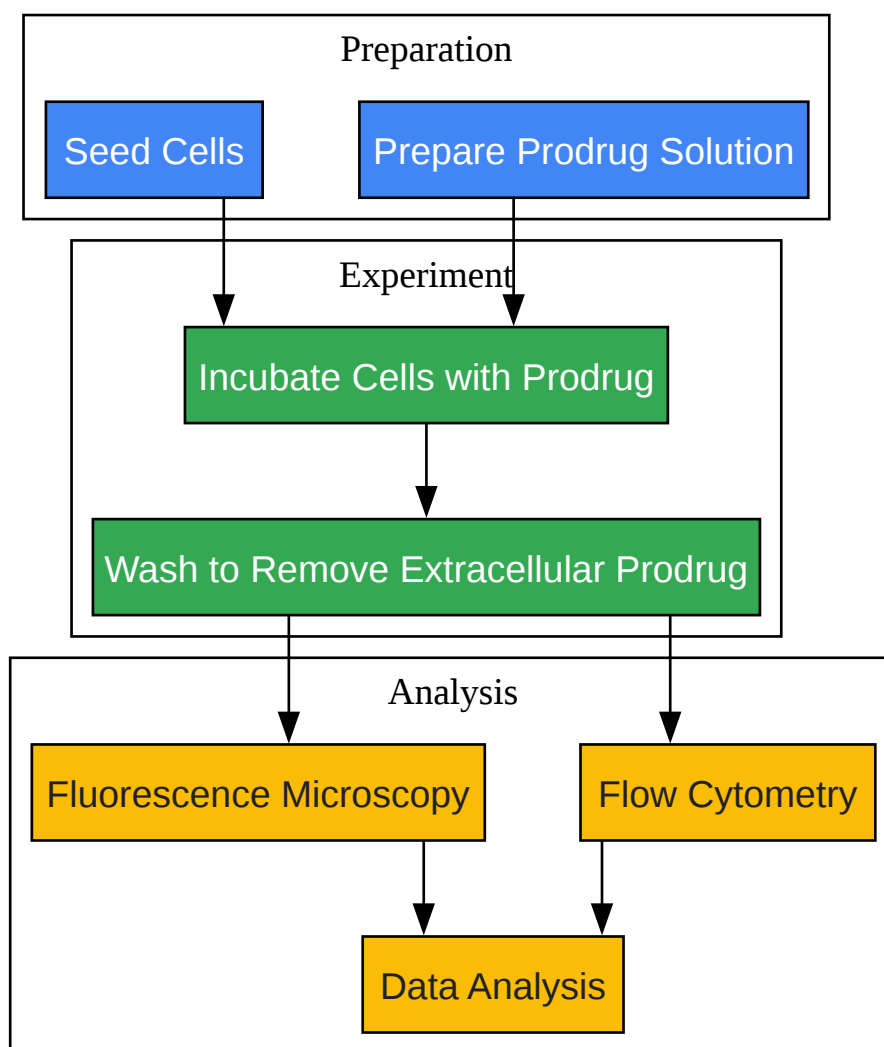 Preparation
Seed Cells
Prepare Prodrug Solution
Experiment
Incubate Cells with Prodrug
Wash to Remove Extracellular Prodrug
Analysis
Fluorescence Microscopy
Flow Cytometry
Data Analysis